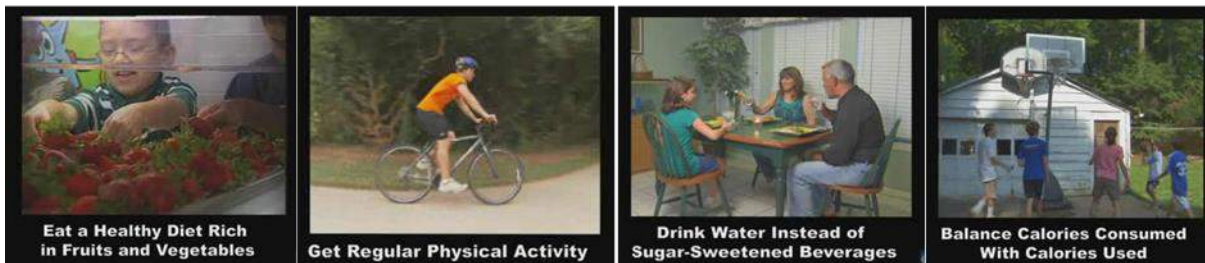 Eat a Healthy Diet Rich
in Fruits and Vegetables
Get Regular Physical Activity
Drink Water Instead of
Sugar-Sweetened Beverages
Balance Calories Consumed
With Calories Used